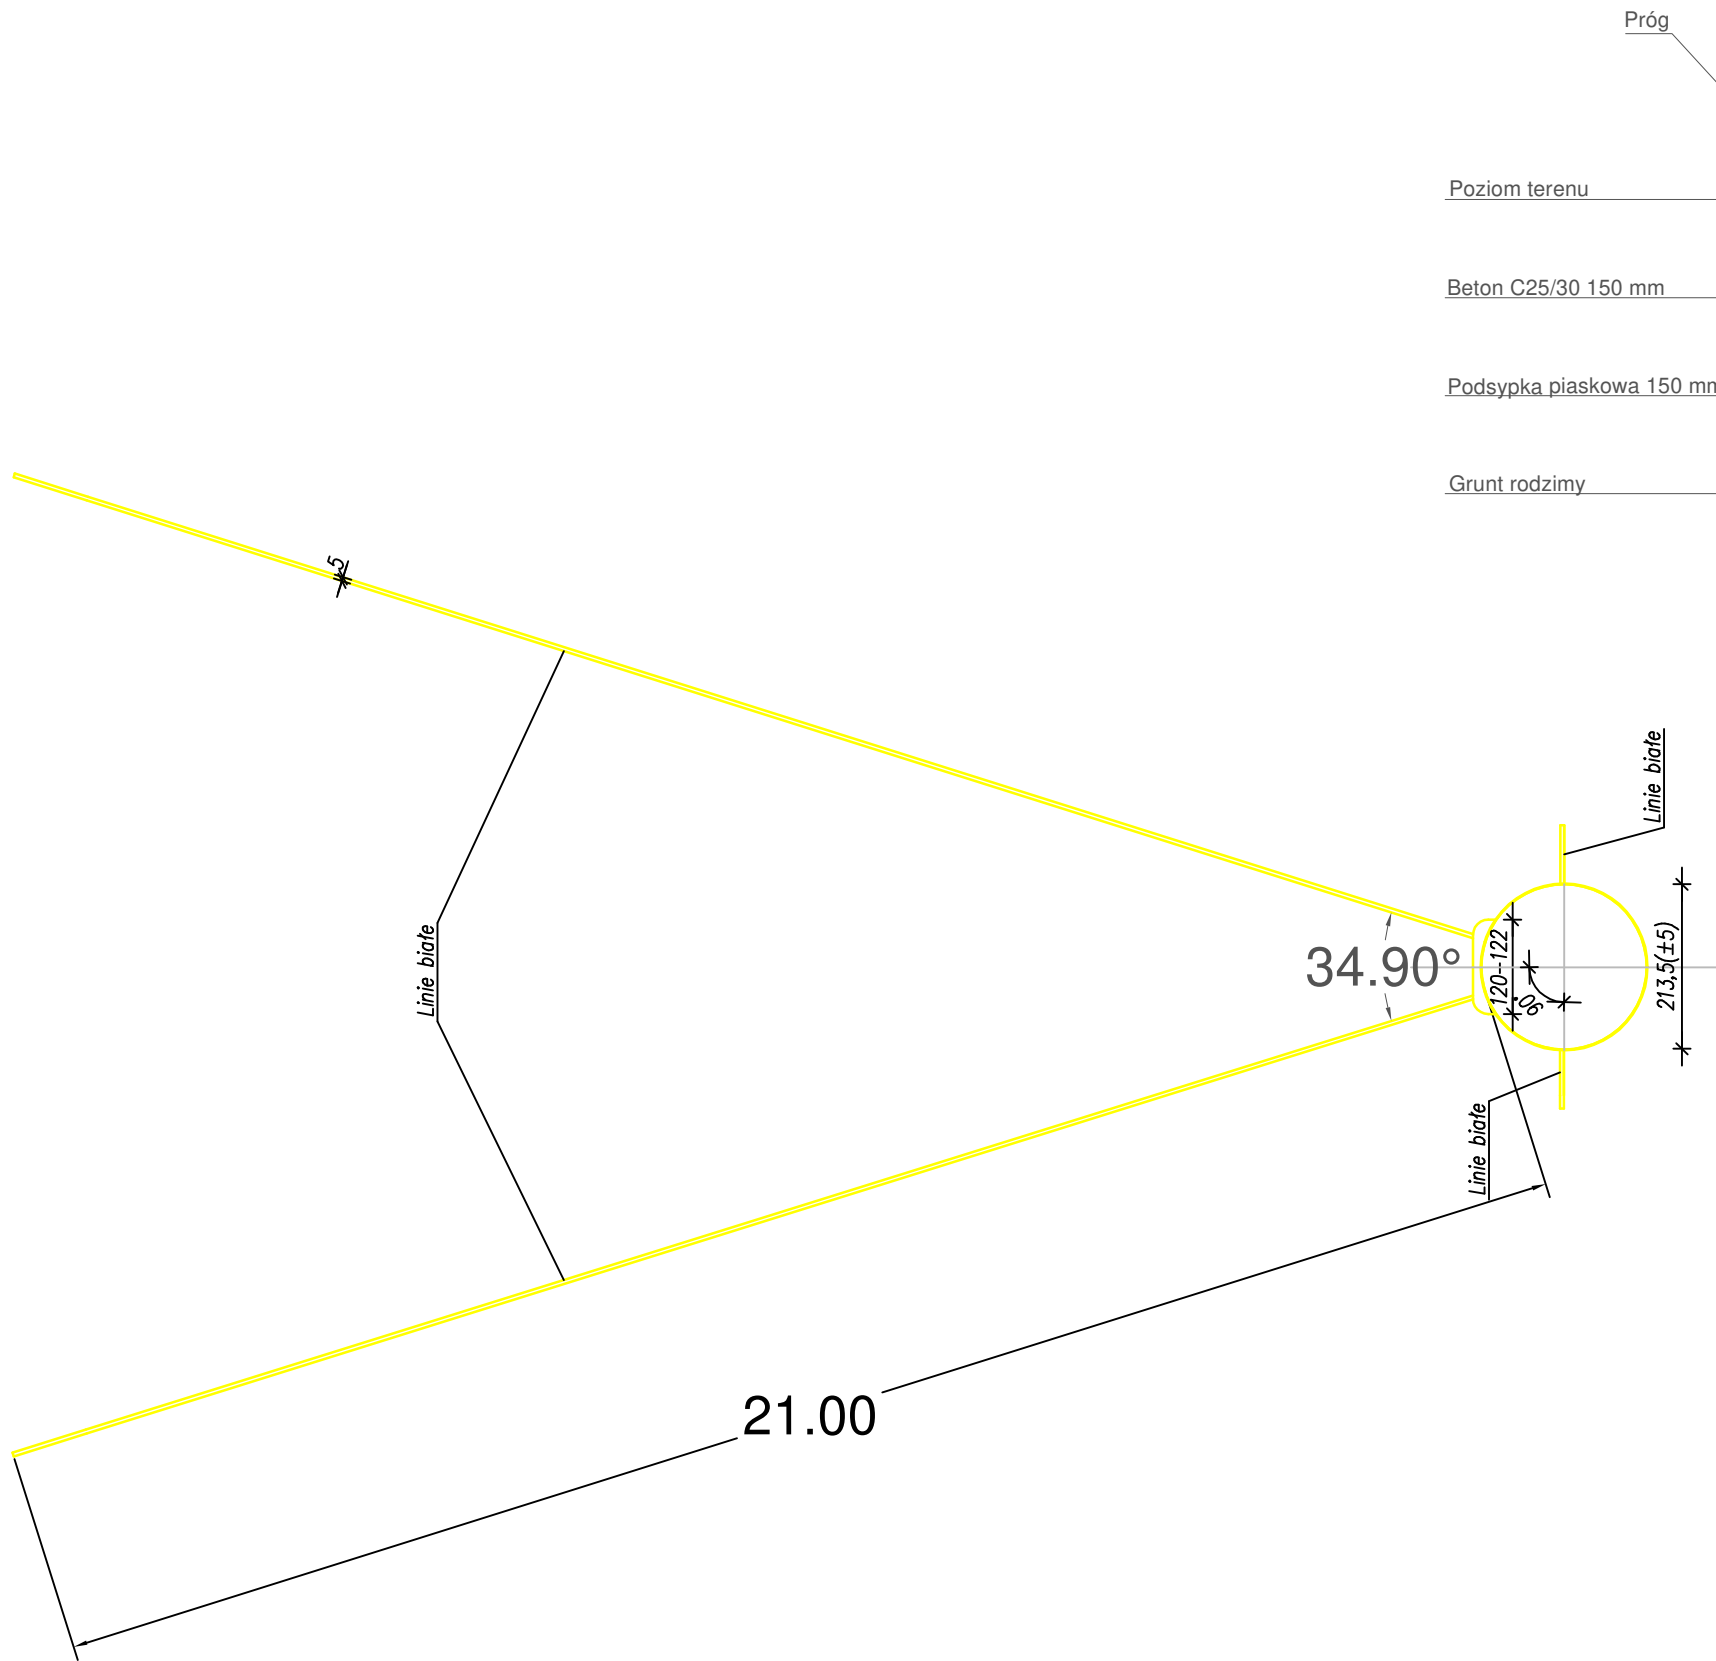 Próg
Poziom terenu
Beton C25/30 150 mm
Podsypka piaskowa 150 mm
Grunt rodzimy
5
Linie białe
Linie białe
34.90°
120-122
90°
213,5(±5)
Linie białe
21.00